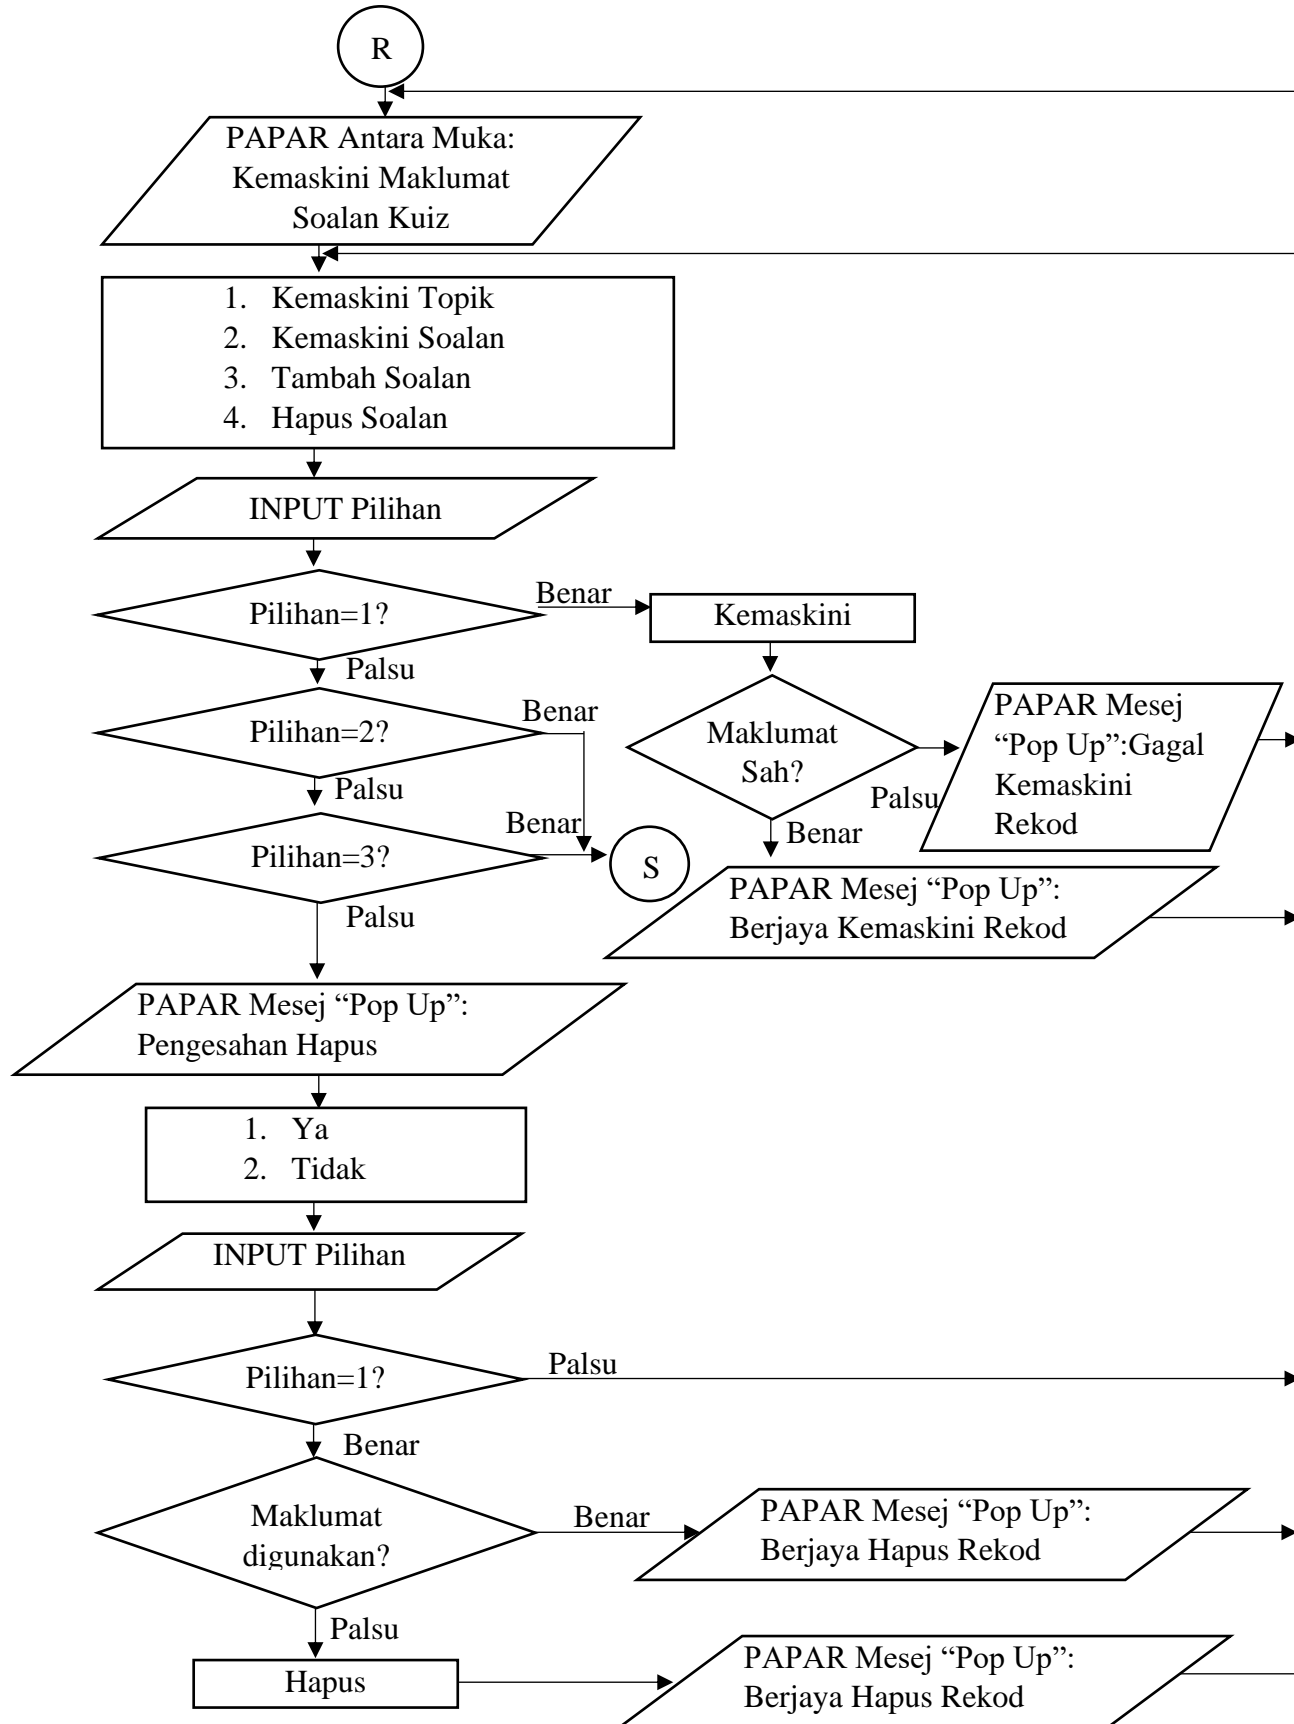 R
PAPAR Antara Muka:
Kemaskini Maklumat
Soalan Kuiz
1. Kemaskini Topik
2. Kemaskini Soalan
3. Tambah Soalan
4. Hapus Soalan
INPUT Pilihan
Pilihan=1?
Benar
Kemaskini
Palsu
Pilihan=2?
Benar
Maklumat
Sah?
Palsu
PAPAR Mesej
“Pop Up”:Gagal
Kemaskini
Rekod
Palsu
Pilihan=3?
Benar
S
Benar
PAPAR Mesej “Pop Up”:
Berjaya Kemaskini Rekod
Palsu
PAPAR Mesej “Pop Up”:
Pengesahan Hapus
1. Ya
2. Tidak
INPUT Pilihan
Pilihan=1?
Palsu
Benar
Maklumat
digunakan?
Benar
PAPAR Mesej “Pop Up”:
Berjaya Hapus Rekod
Palsu
Hapus
PAPAR Mesej “Pop Up”:
Berjaya Hapus Rekod